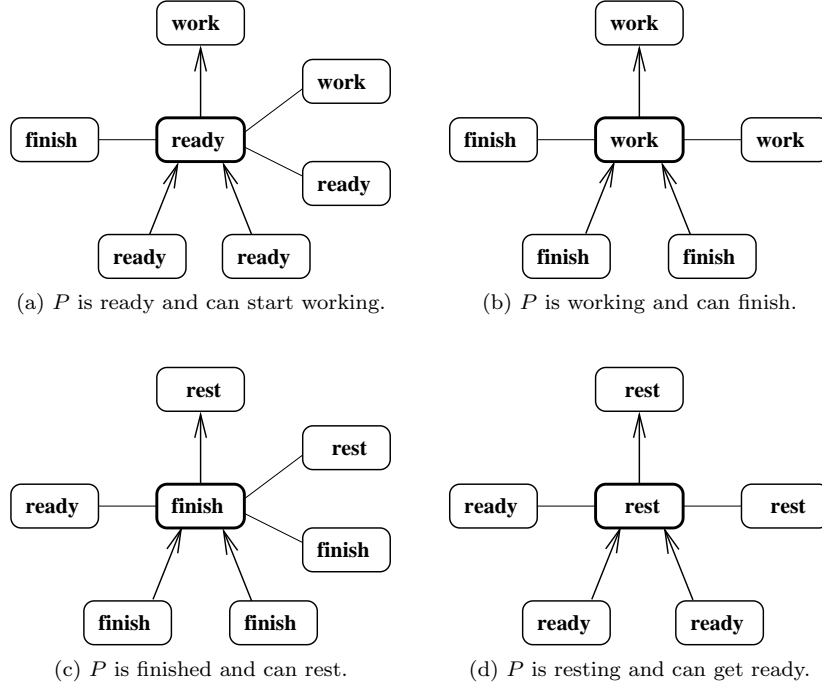 work
work
finish
ready
ready
ready
ready
(a) P is ready and can start working.
work
finish
work
work
finish
finish
(b) P is working and can finish.
rest
rest
ready
finish
finish
finish
finish
(c) P is finished and can rest.
rest
ready
rest
rest
ready
ready
(d) P is resting and can get ready.